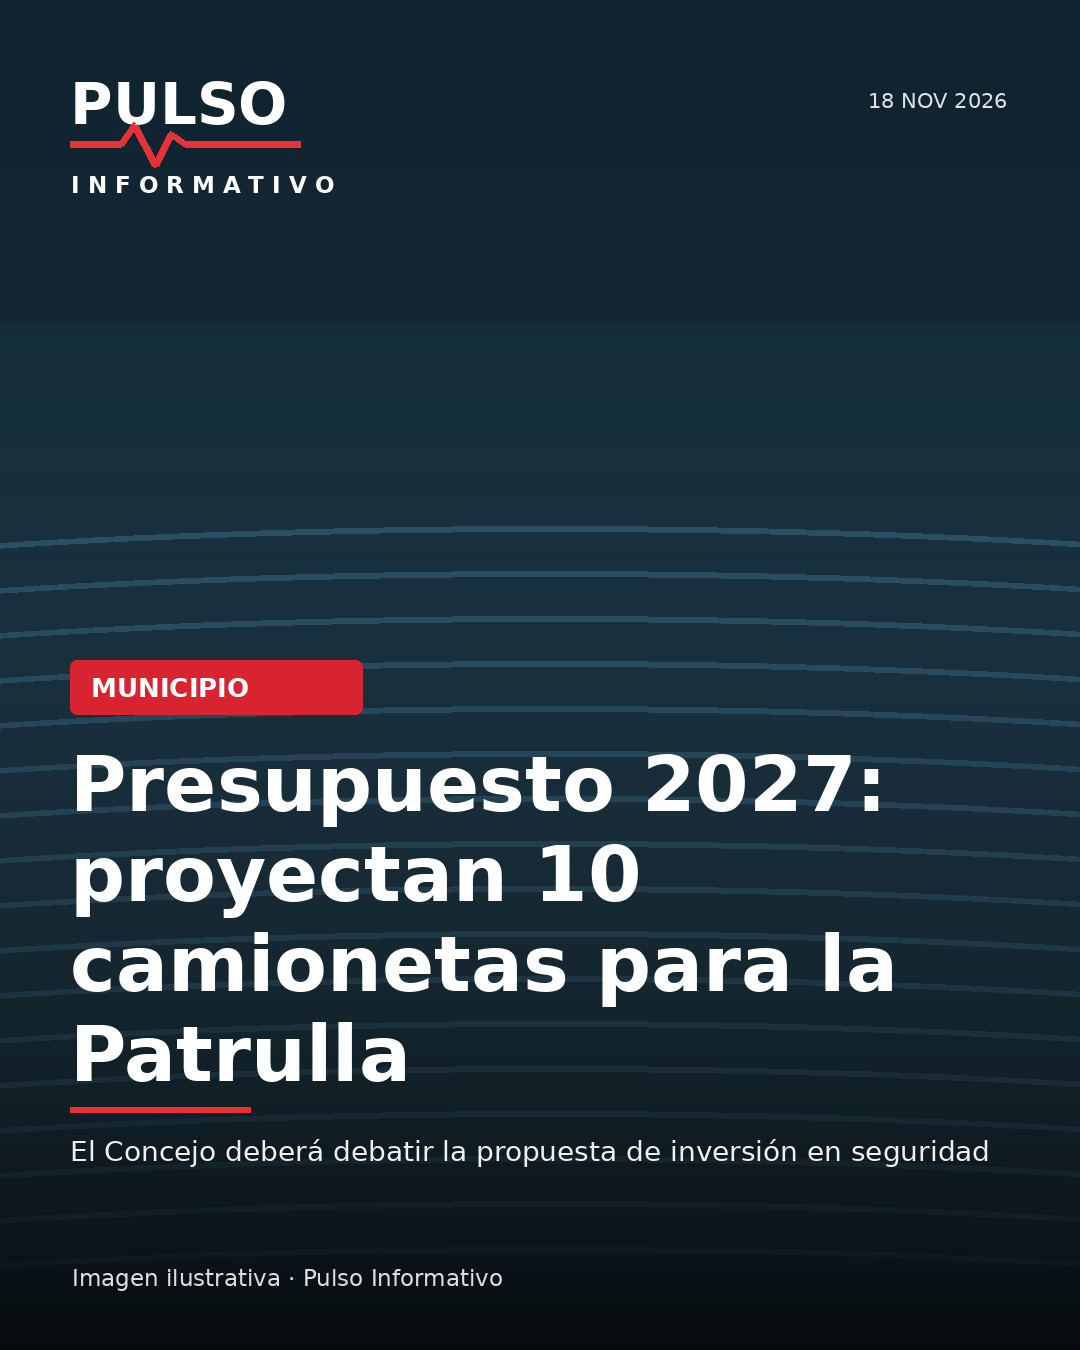 PULSO
INFORMATIVO
18 NOV 2026
MUNICIPIO
Presupuesto 2027:
proyectan 10
camionetas para la
Patrulla
El Concejo deberá debatir la propuesta de inversión en seguridad
Imagen ilustrativa · Pulso Informativo